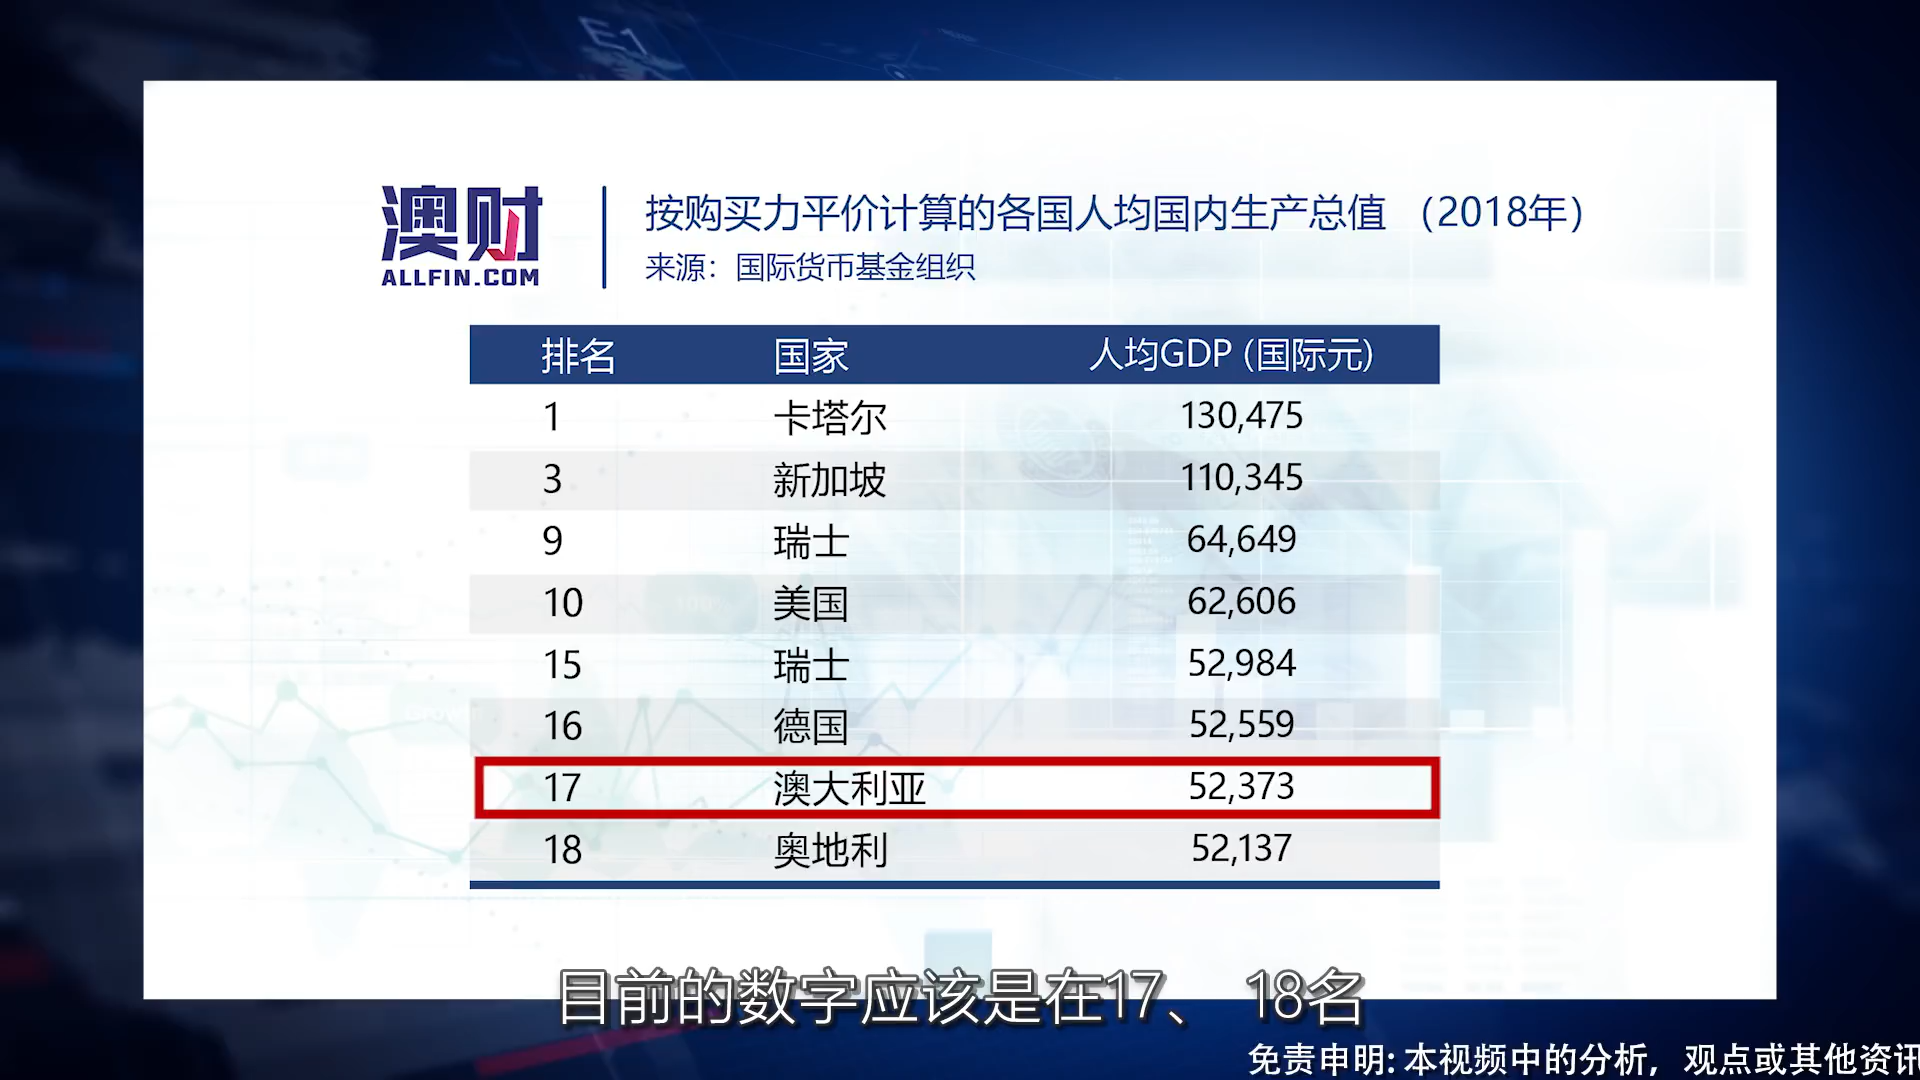 E1
澳财
ALLFIN.COM
按购买力平价计算的各国人均国内生产总值 （2018年）
来源：国际货币基金组织
排名 国家 人均GDP (国际元)
1 卡塔尔 130,475
3 新加坡 110,345
9 瑞士 64,649
10 美国 62,606
15 瑞士 52,984
16 德国 52,559
17 澳大利亚 52,373
18 奥地利 52,137
目前的数字应该是在17、 18名
免责申明: 本视频中的分析，观点或其他资讯